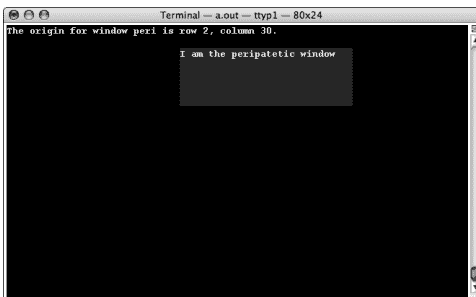 Terminal — a.out — ttyp1 — 80x24
The origin for window peri is row 2, column 30.
I am the peripatetic window